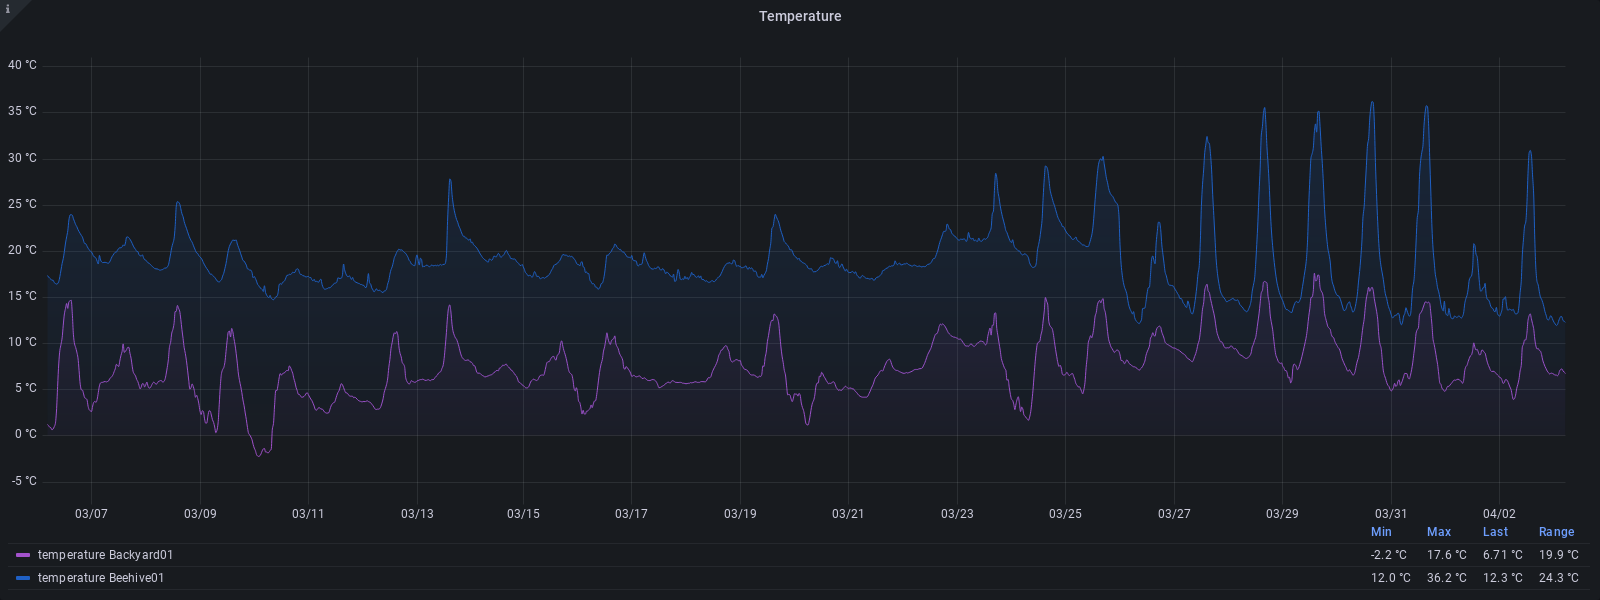 i
Temperature
40 °C
35 °C
30 °C
25 °C
20 °C
15 °C
10 °C
5 °C
0 °C
-5 °C
03/07 03/09 03/11 03/13 03/15 03/17 03/19 03/21 03/23 03/25 03/27 03/29 03/31 04/02
Min Max Last Range
temperature Backyard01 -2.2 °C 17.6 °C 6.71 °C 19.9 °C
temperature Beehive01 12.0 °C 36.2 °C 12.3 °C 24.3 °C